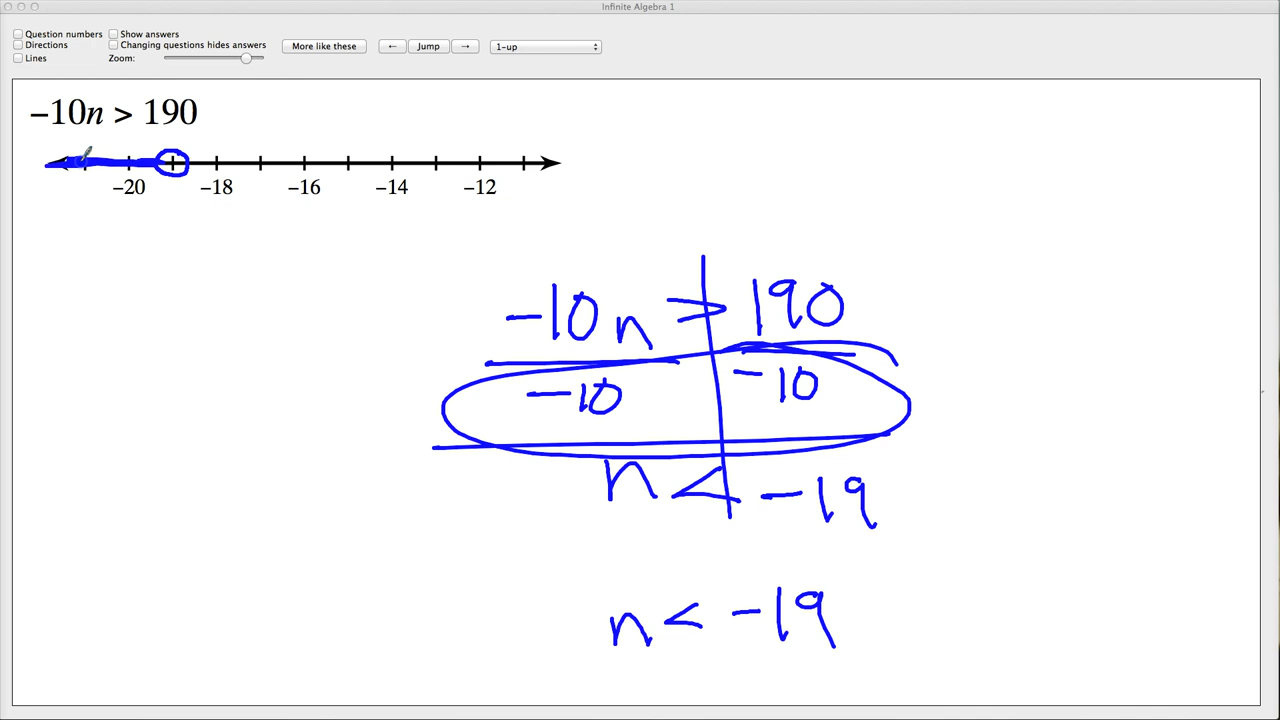 Infinite Algebra 1
Question numbers Show answers
Directions Changing questions hides answers More like these ← Jump → 1-up
Lines Zoom:
−10n > 190
−20 −18 −16 −14 −12
-10n > 190
-10 -10
n < -19
n < -19